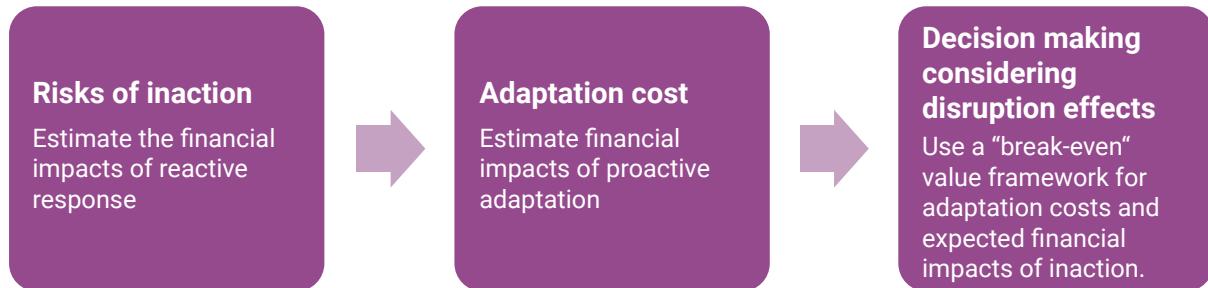 Risks of inaction
Estimate the financial
impacts of reactive
response
Adaptation cost
Estimate financial
impacts of proactive
adaptation
Decision making
considering
disruption effects
Use a “break-even“
value framework for
adaptation costs and
expected financial
impacts of inaction.